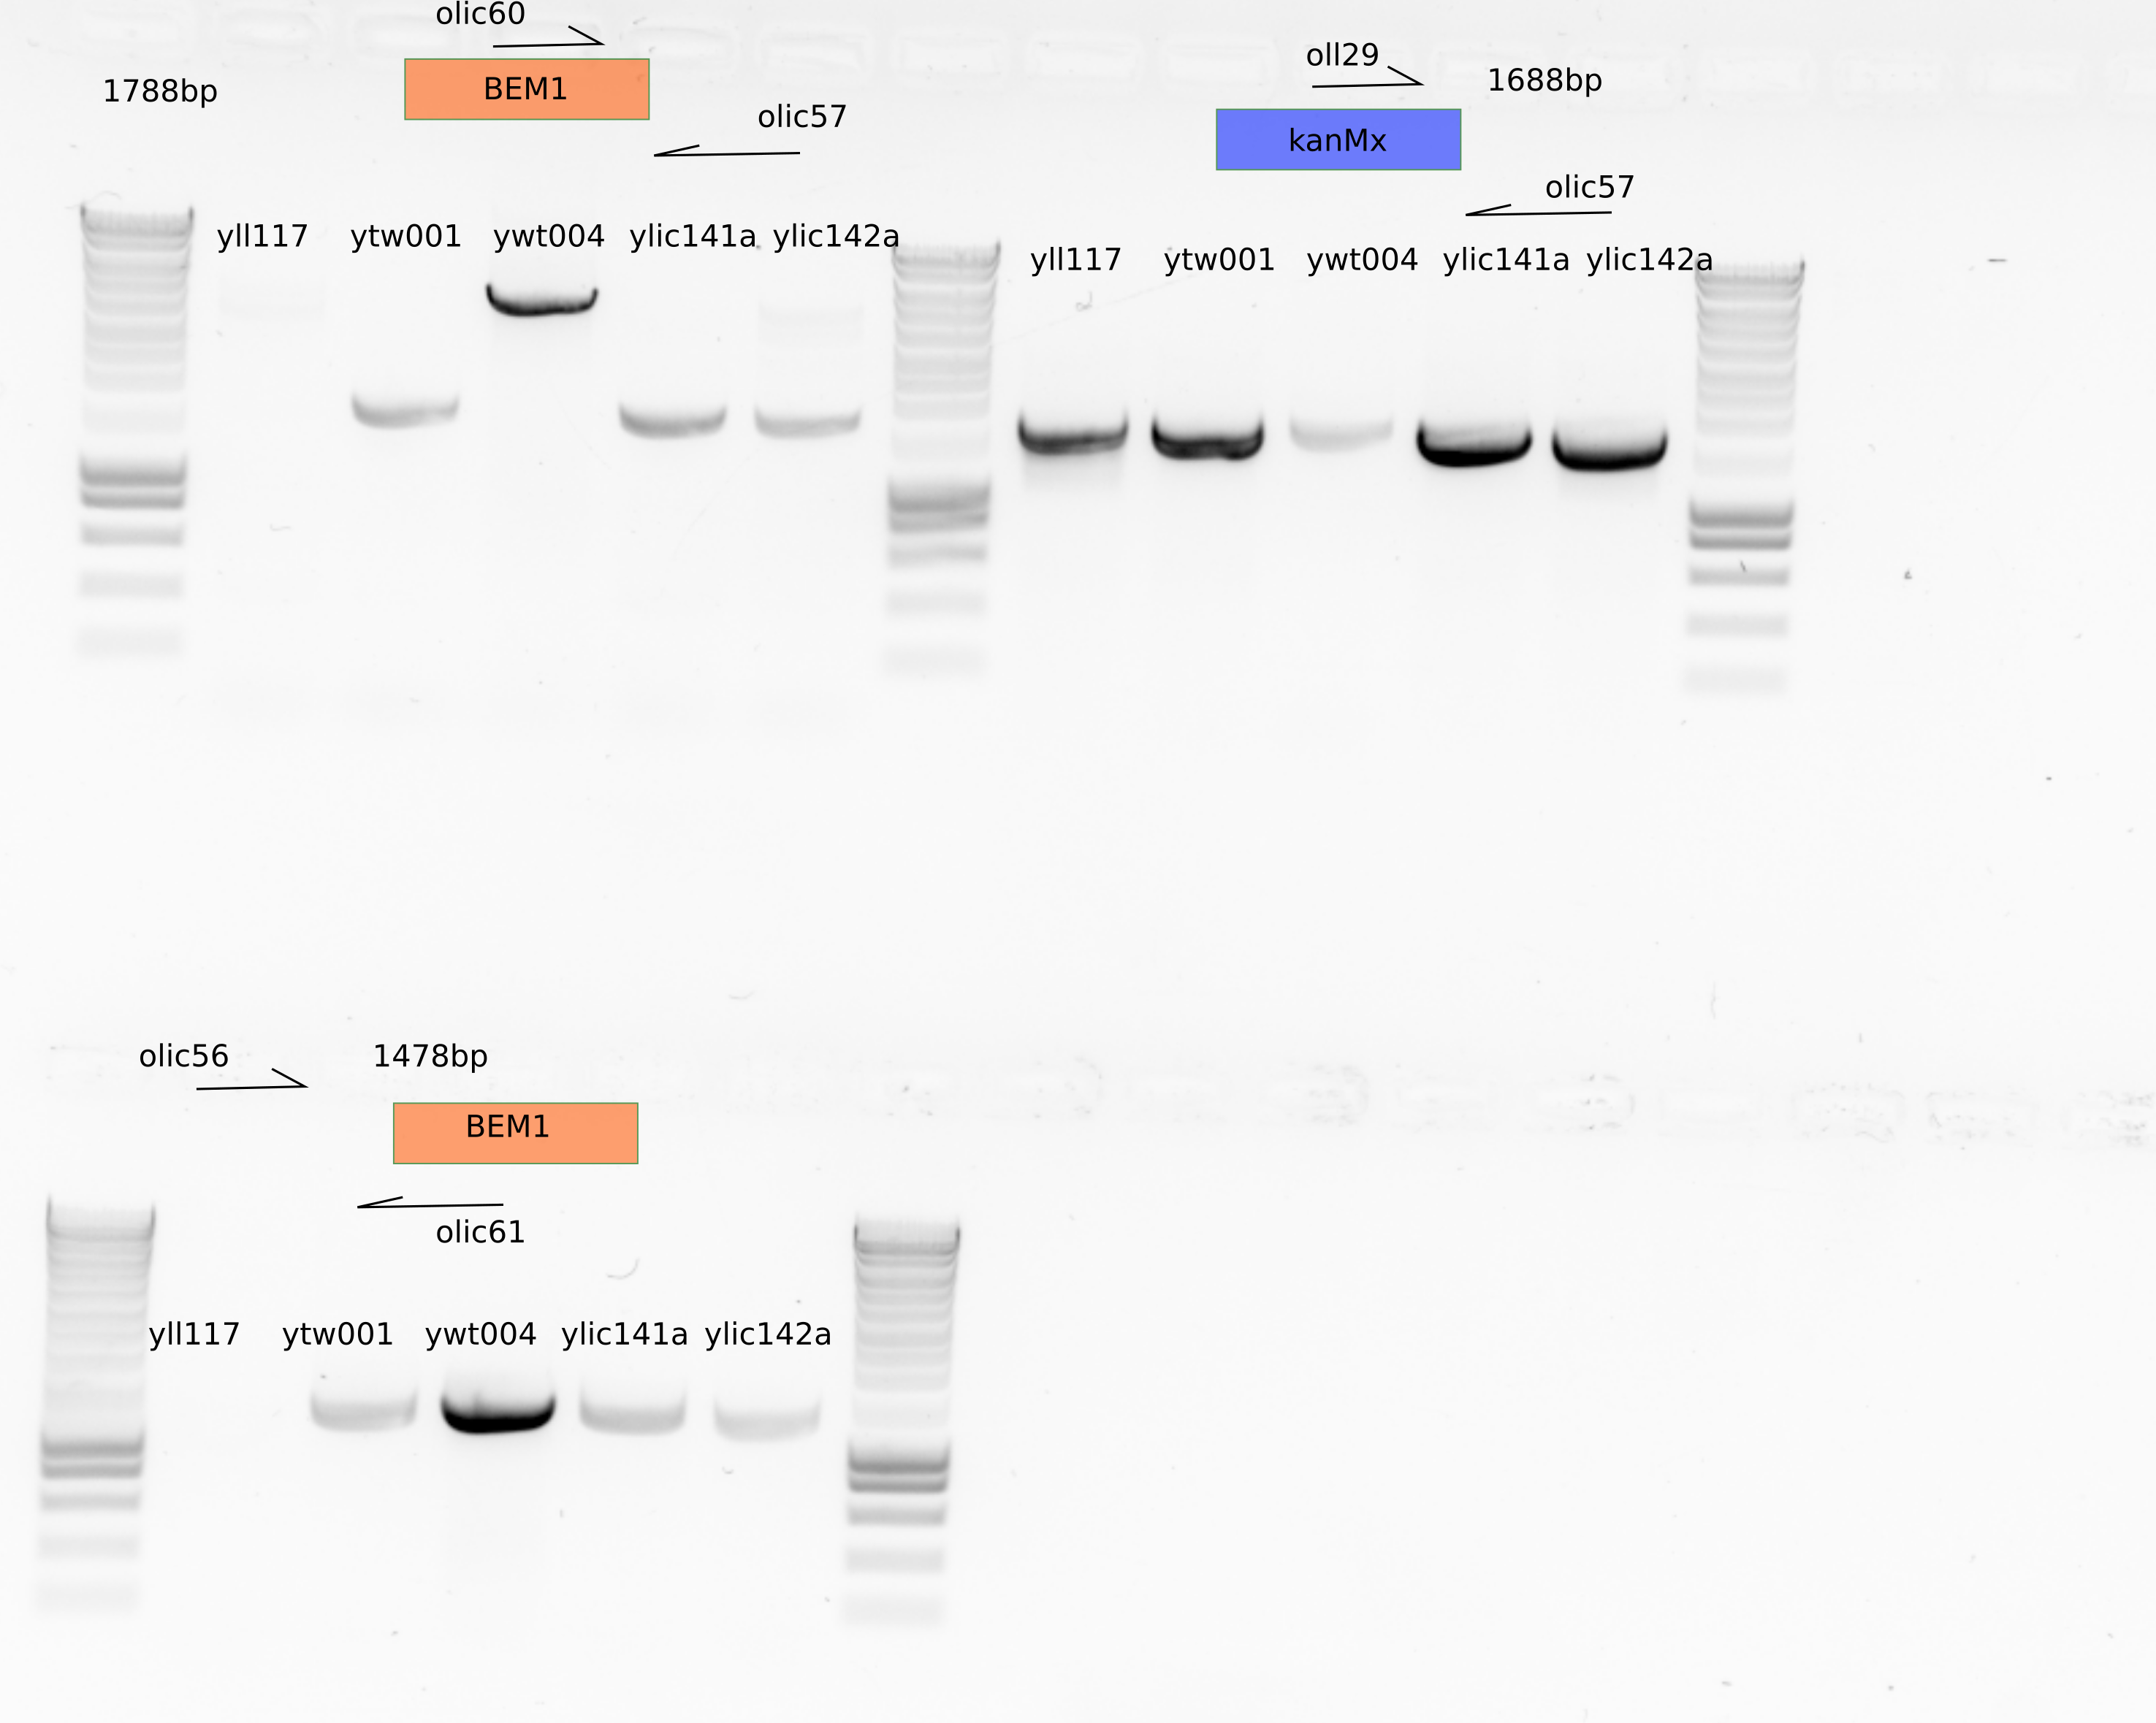 olic60
1788bp
BEM1
olic57
yll117 ytw001 ywt004 ylic141a ylic142a
oll29
1688bp
kanMx
olic57
yll117 ytw001 ywt004 ylic141a ylic142a
olic56
1478bp
BEM1
olic61
yll117 ytw001 ywt004 ylic141a ylic142a